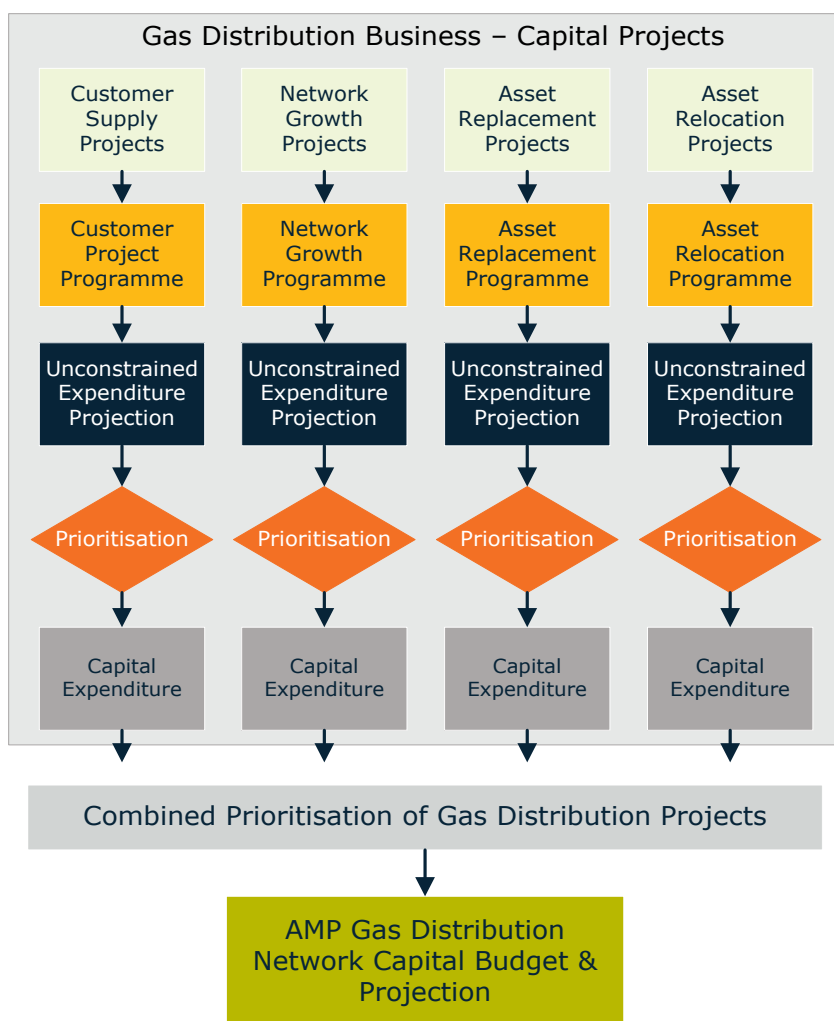 Gas Distribution Business – Capital Projects
Customer
Supply
Projects
Network
Growth
Projects
Asset
Replacement
Projects
Asset
Relocation
Projects
Customer
Project
Programme
Network
Growth
Programme
Asset
Replacement
Programme
Asset
Relocation
Programme
Unconstrained
Expenditure
Projection
Unconstrained
Expenditure
Projection
Unconstrained
Expenditure
Projection
Unconstrained
Expenditure
Projection
Prioritisation
Prioritisation
Prioritisation
Prioritisation
Capital
Expenditure
Capital
Expenditure
Capital
Expenditure
Capital
Expenditure
Combined Prioritisation of Gas Distribution Projects
AMP Gas Distribution
Network Capital Budget &
Projection